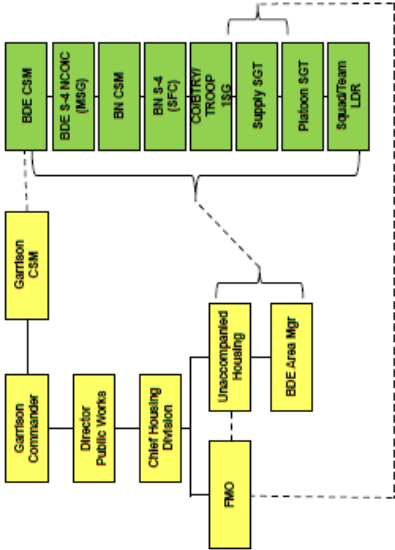 Garrison
Commander
Garrison
CSM
BDE CSM
BDE S-4 NCOIC
(MSG)
BN CSM
BN S-4
(SFC)
CO/BTRY/
TROOP
1SG
Supply SGT
Platoon SGT
Squad/Team
LDR
Director
Public Works
Chief Housing
Division
FMO
Unaccompanied
Housing
BDE Area Mgr